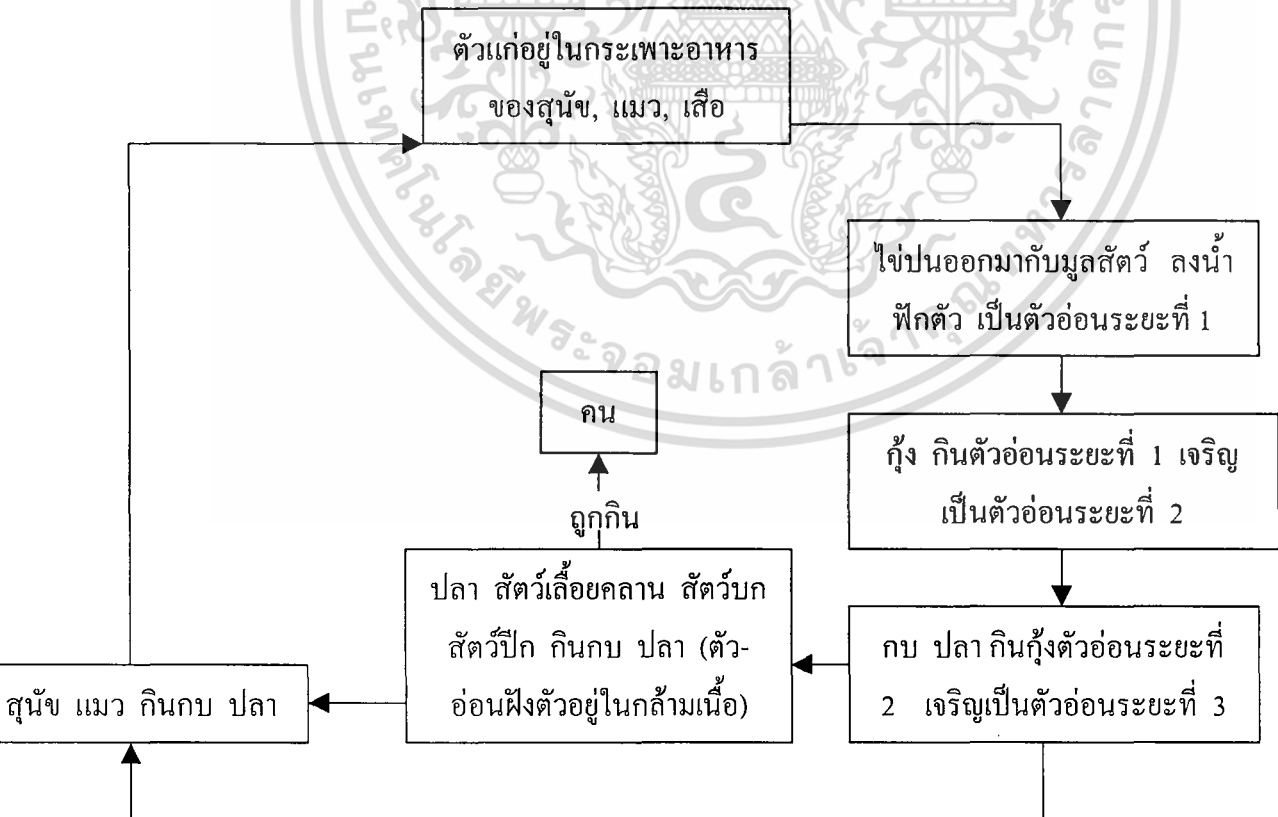 ตัวแก่อยู่ในกระเพาะอาหาร
ของสุนัข, แมว, เสือ
ไข่ปนออกมากับมูลสัตว์ ลงน้ำ
ฟักตัว เป็นตัวอ่อนระยะที่ 1
กุ้ง กินตัวอ่อนระยะที่ 1 เจริญ
เป็นตัวอ่อนระยะที่ 2
คน
ถูกกิน
ปลา สัตว์เลื้อยคลาน สัตว์บก
สัตว์ปีก กินกบ ปลา (ตัว-
อ่อนฝังตัวอยู่ในกล้ามเนื้อ)
กบ ปลา กินกุ้งตัวอ่อนระยะที่
2 เจริญเป็นตัวอ่อนระยะที่ 3
สุนัข แมว กินกบ ปลา